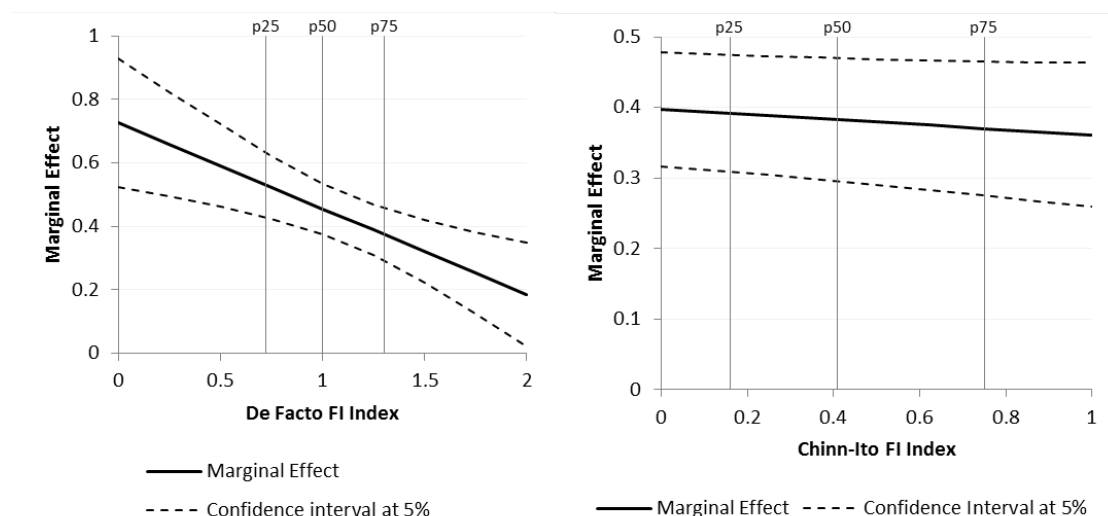 p25 p50 p75
1
0.8
0.6
0.4
0.2
0
Marginal Effect
0 0.5 1 1.5 2
De Facto FI Index
Marginal Effect
Confidence interval at 5%
p25 p50 p75
0.5
0.4
0.3
0.2
0.1
0
Marginal Effect
0 0.2 0.4 0.6 0.8 1
Chinn-Ito FI Index
Marginal Effect Confidence Interval at 5%